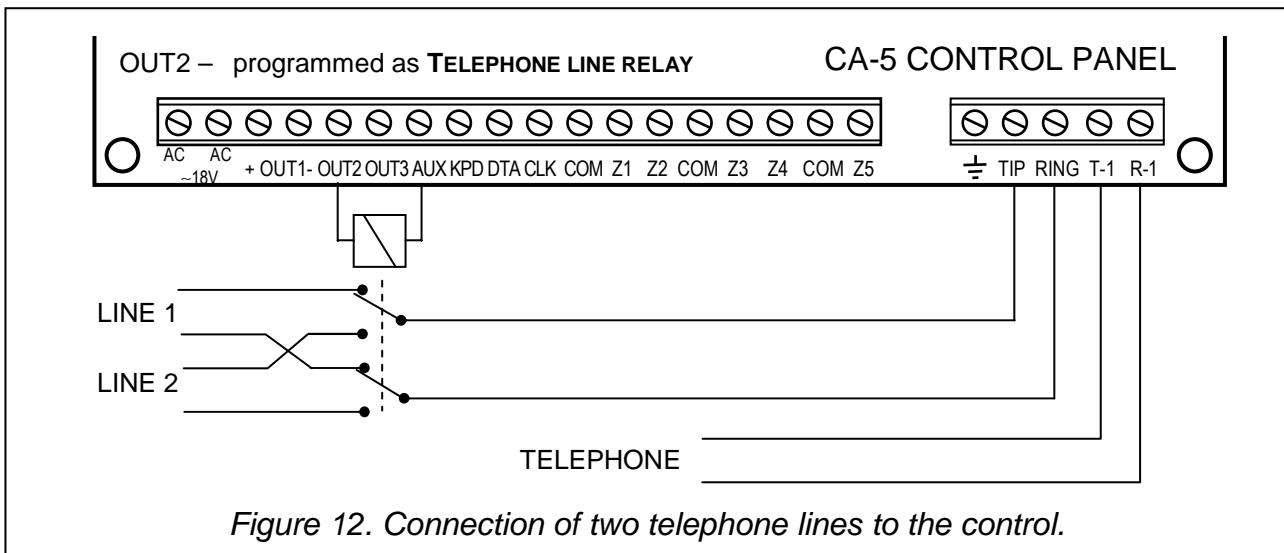 OUT2 – programmed as TELEPHONE LINE RELAY
CA-5 CONTROL PANEL
AC AC
~18V
+ OUT1- OUT2 OUT3 AUX KPD DTA CLK COM Z1 Z2 COM Z3 Z4 COM Z5
TIP RING T-1 R-1
LINE 1
LINE 2
TELEPHONE
Figure 12. Connection of two telephone lines to the control.